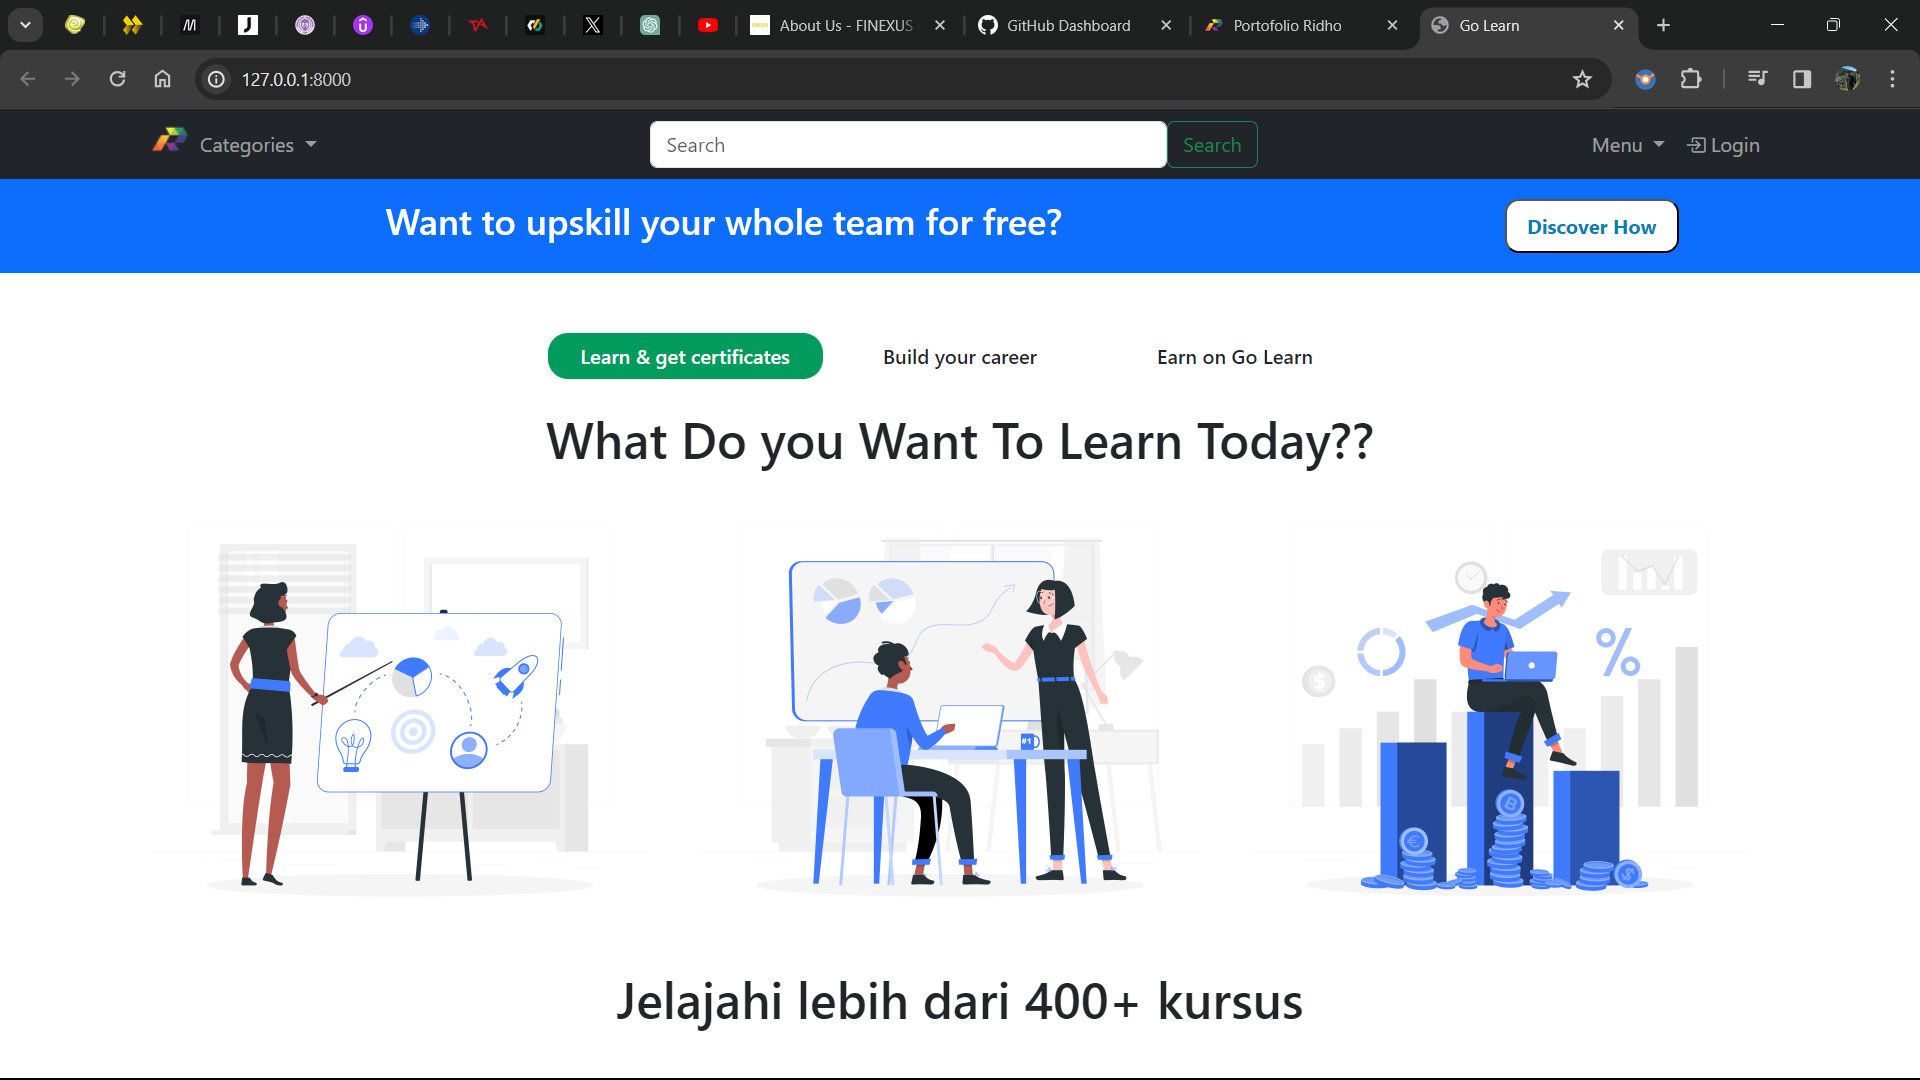 About Us - FINEXUS
GitHub Dashboard
Portofolio Ridho
Go Learn
127.0.0.1:8000
Categories
Search
Search
Menu
Login
Want to upskill your whole team for free?
Discover How
Learn & get certificates
Build your career
Earn on Go Learn
What Do you Want To Learn Today??
#1
Jelajahi lebih dari 400+ kursus